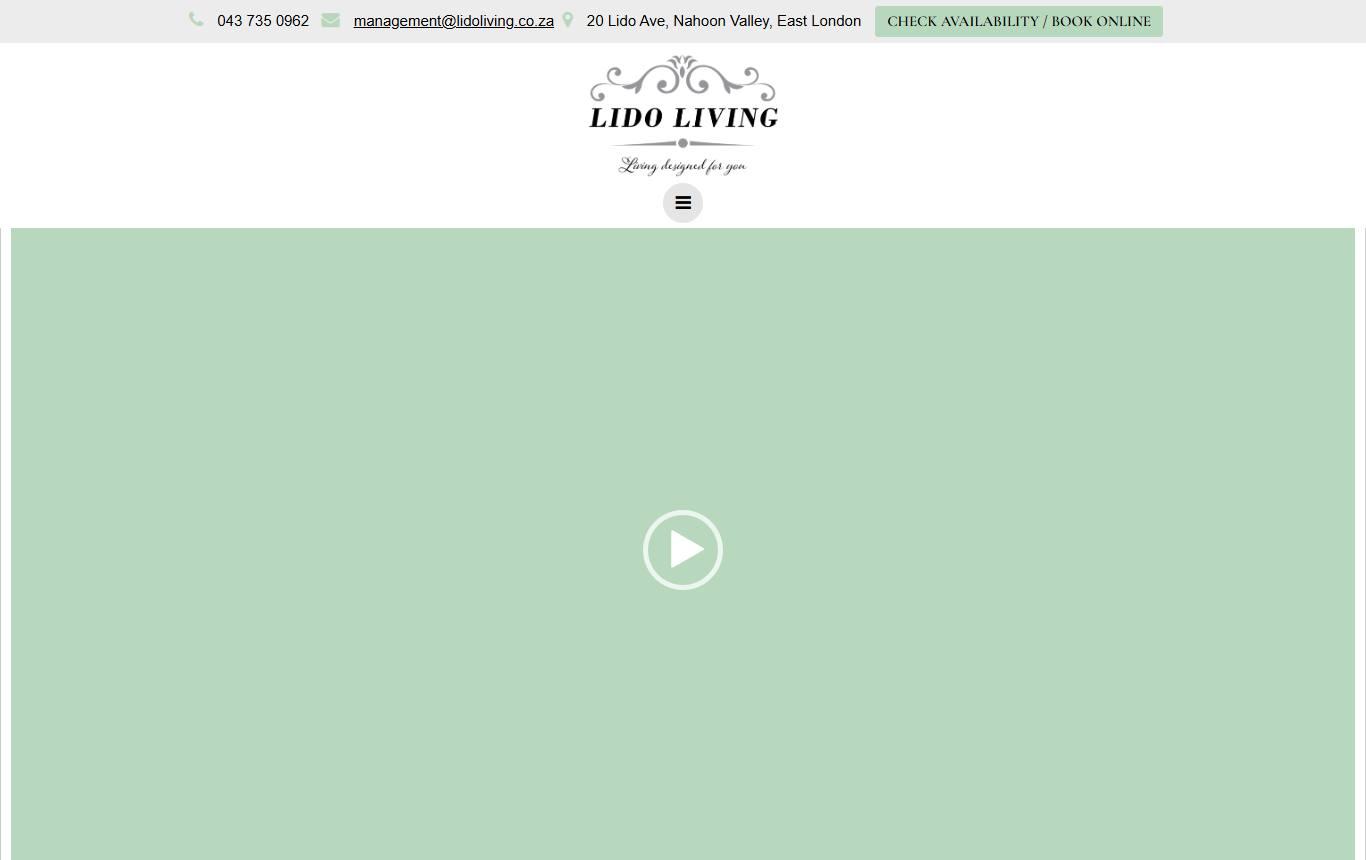 043 735 0962 management@lidoliving.co.za 20 Lido Ave, Nahoon Valley, East London CHECK AVAILABILITY / BOOK ONLINE
LIDO LIVING
Living designed for you